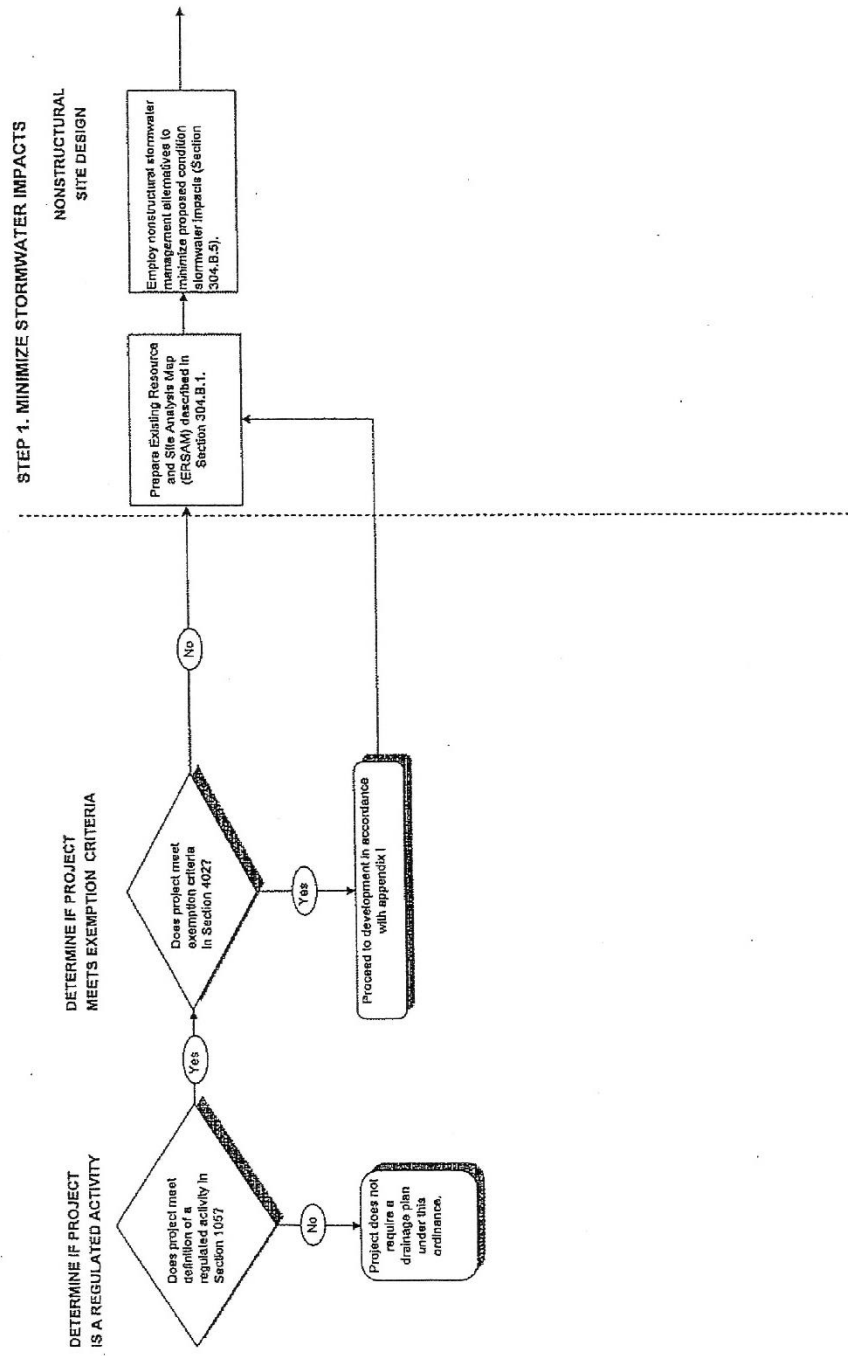 DETERMINE IF PROJECT
IS A REGULATED ACTIVITY
Does project meet
definition of a
regulated activity in
Section 105?
No
Project does not
require a
drainage plan
under this
ordinance.
Yes
DETERMINE IF PROJECT
MEETS EXEMPTION CRITERIA
Does project meet
exemption criteria
in Section 402?
Yes
Proceed to development in accordance
with appendix I
No
STEP 1. MINIMIZE STORMWATER IMPACTS
Prepare Existing Resource
and Site Analysis Map
(ERSAM) described in
Section 304.B.1.
NONSTRUCTURAL
SITE DESIGN
Employ nonstructural stormwater
management alternatives to
minimize proposed condition
stormwater impacts (Section
304.B.5).